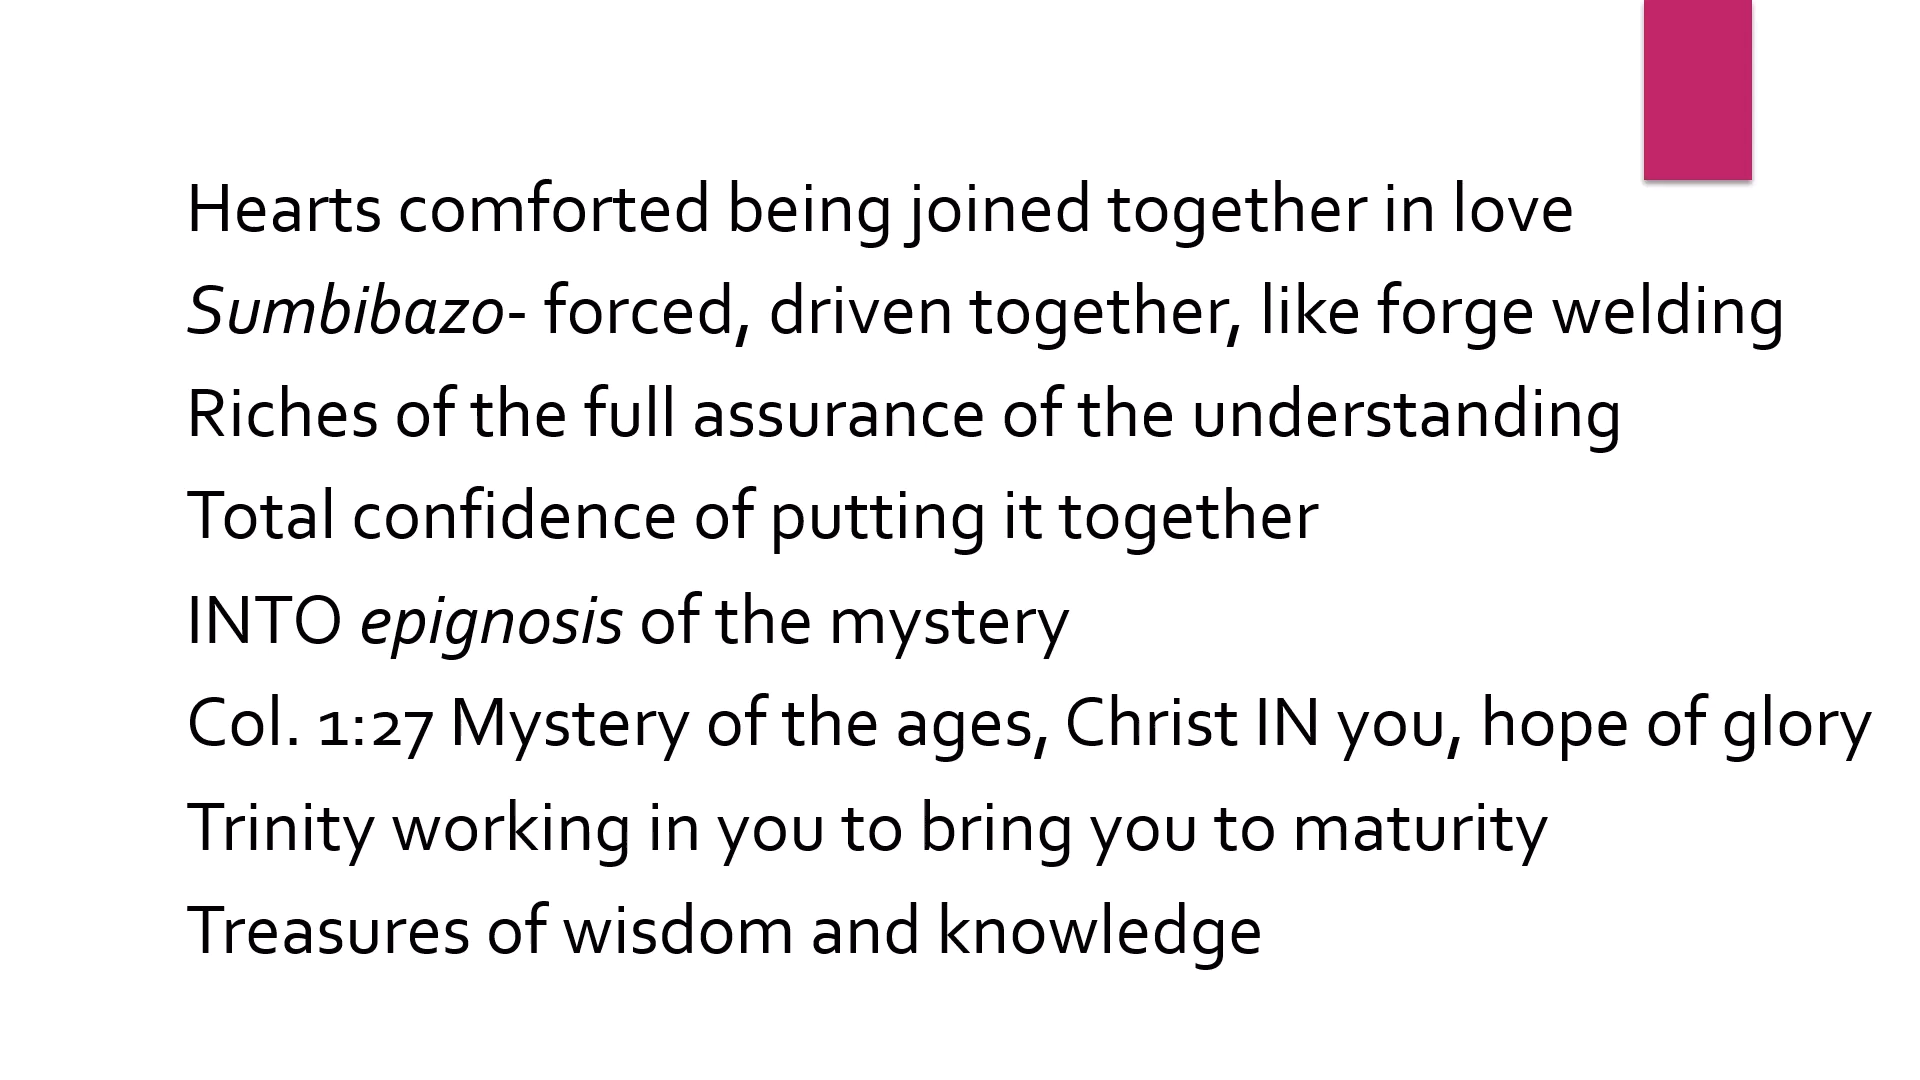 Hearts comforted being joined together in love
Sumbibazo- forced, driven together, like forge welding
Riches of the full assurance of the understanding
Total confidence of putting it together
INTO epignosis of the mystery
Col. 1:27 Mystery of the ages, Christ IN you, hope of glory
Trinity working in you to bring you to maturity
Treasures of wisdom and knowledge